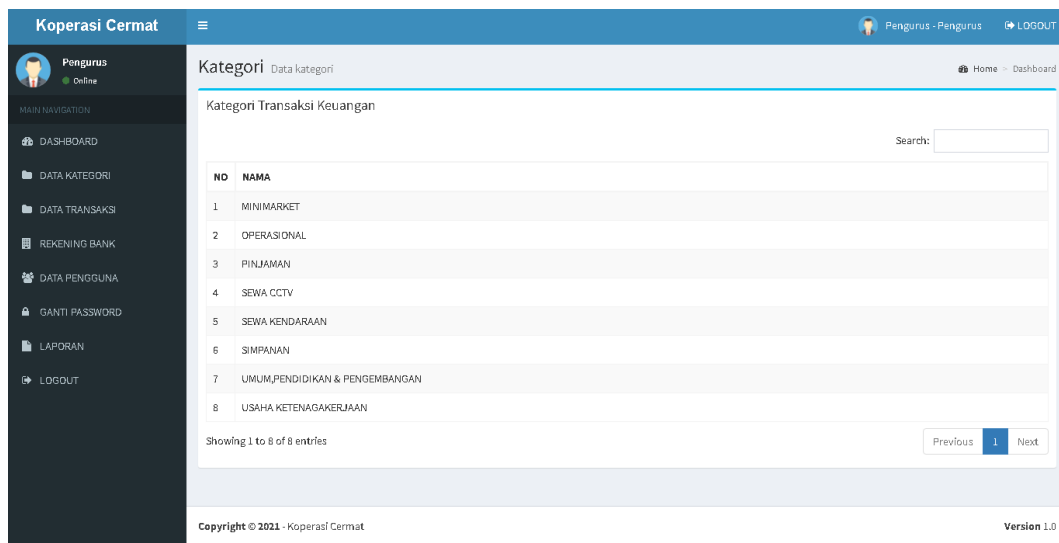 Koperasi Cermat
Pengurus - Pengurus LOGOUT
Pengurus
Online
MAIN NAVIGATION
DASHBOARD
DATA KATEGORI
DATA TRANSAKSI
REKENING BANK
DATA PENGGUNA
GANTI PASSWORD
LAPORAN
LOGOUT
Kategori Data kategori
Home > Dashboard
Kategori Transaksi Keuangan
Search:
NO NAMA
1 MINIMARKET
2 OPERASIONAL
3 PINJAMAN
4 SEWA CCTV
5 SEWA KENDARAAN
6 SIMPANAN
7 UMUM,PENDIDIKAN & PENGEMBANGAN
8 USAHA KETENAGAKERJAAN
Showing 1 to 8 of 8 entries
Previous 1 Next
Copyright © 2021 - Koperasi Cermat
Version 1.0